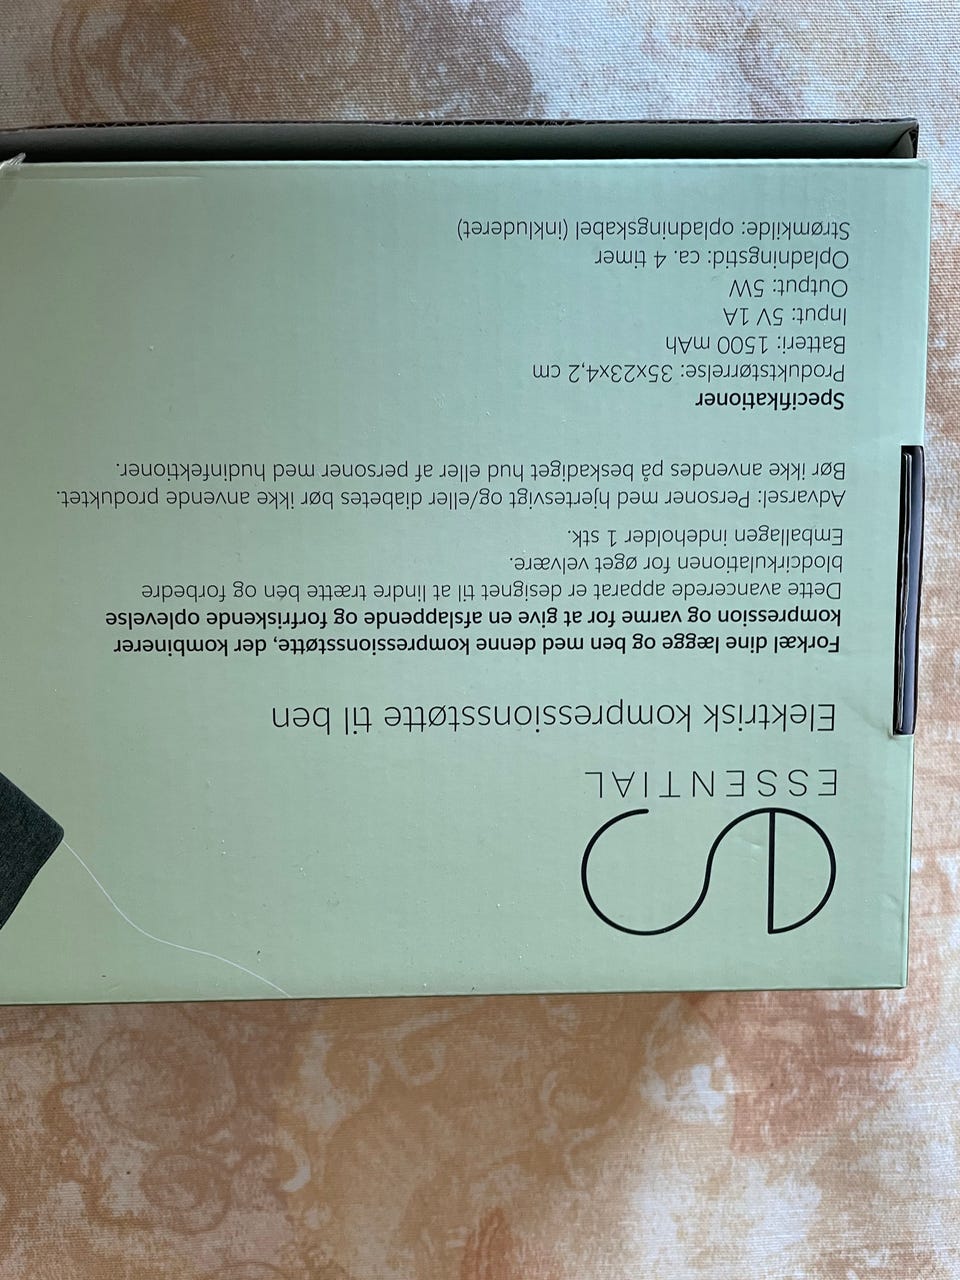 es
ESSENTIAL
Elektrisk kompressionsstøtte til ben
Forkæl dine lægge og ben med denne kompressionsstøtte, der kombinerer
kompression og varme for at give en afslappende og forfriskende oplevelse
Dette avancerede apparat er designet til at lindre trætte bén og forbedre
blodcirkulationen for øget velvære.
Emballagen indeholder 1 stk.
Advarsel: Personer med hjertesvigt og/eller diabetes bør ikke anvende produktet.
Bør ikke anvendes på beskadiget hud eller af personer med hudinfektioner.
Specifikationer
Produktstørrelse: 35x23x4,2 cm
Batteri: 1500 mAh
Input: 5V 1A
Output: 5W
Opladningstid: ca. 4 timer
Strømkilde: opladningskabel (inkluderet)